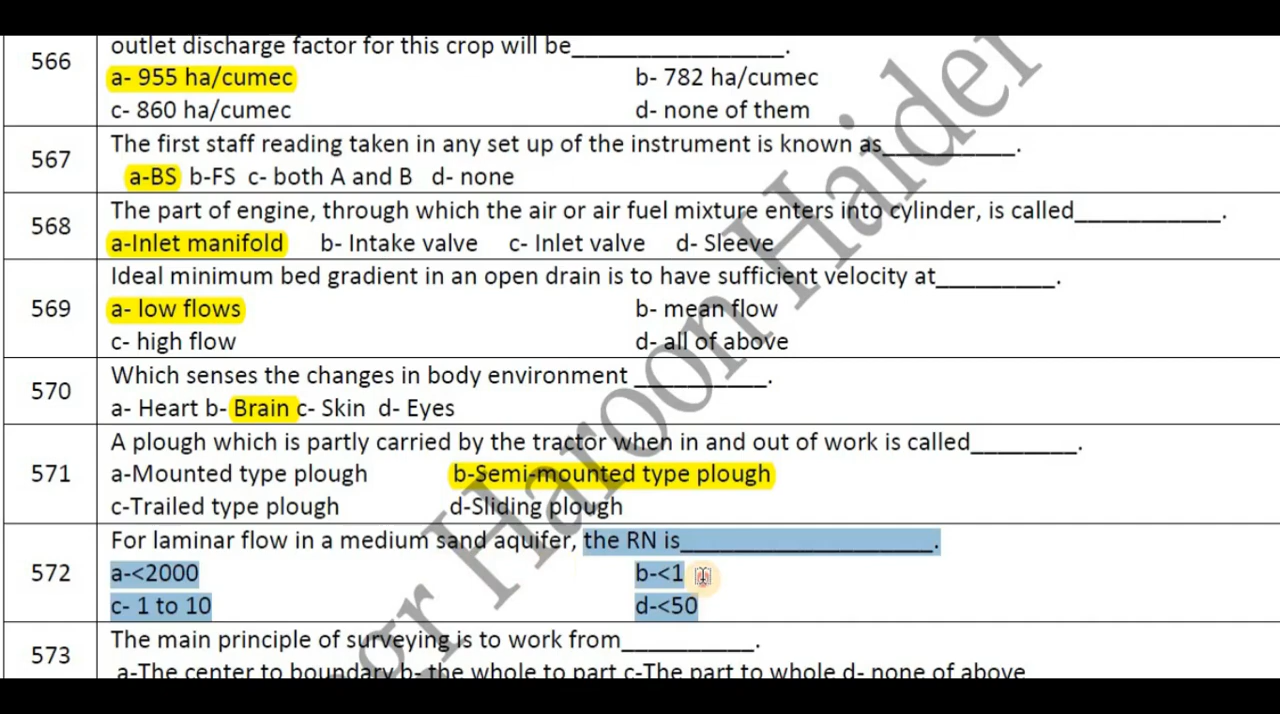 566
outlet discharge factor for this crop will be________________.
a- 955 ha/cumec b- 782 ha/cumec
c- 860 ha/cumec d- none of them
567
The first staff reading taken in any set up of the instrument is known as__________.
a-BS b-FS c- both A and B d- none
568
The part of engine, through which the air or air fuel mixture enters into cylinder, is called___________.
a-Inlet manifold b- Intake valve c- Inlet valve d- Sleeve
569
Ideal minimum bed gradient in an open drain is to have sufficient velocity at_________.
a- low flows b- mean flow
c- high flow d- all of above
570
Which senses the changes in body environment __________.
a- Heart b- Brain c- Skin d- Eyes
571
A plough which is partly carried by the tractor when in and out of work is called________.
a-Mounted type plough b-Semi-mounted type plough
c-Trailed type plough d-Sliding plough
572
For laminar flow in a medium sand aquifer, the RN is___________________.
a-<2000 b-<1
c- 1 to 10 d-<50
573
The main principle of surveying is to work from__________.
a-The center to boundary b- the whole to part c-The part to whole d- none of above
Haroon Haider